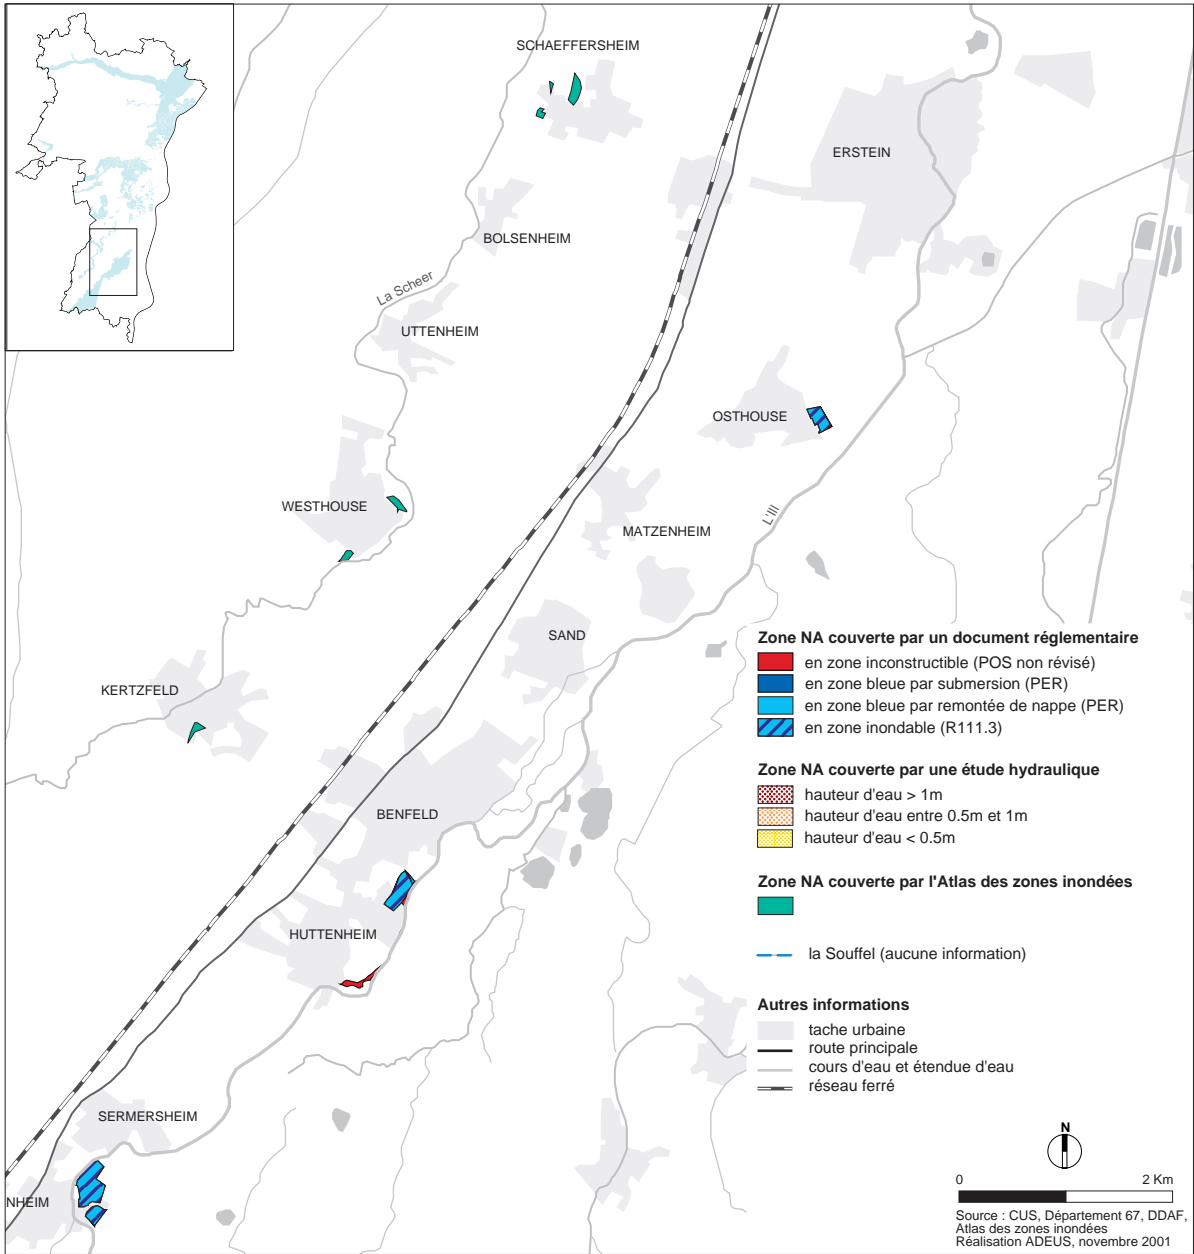 SCHAEFFERSHEIM
ERSTEIN
BOLSENHEIM
La Scheer
UTTENHEIM
OSTHOUSE
WESTHOUSE
L'Ill
MATZENHEIM
SAND
KERTZFELD
BENFELD
HUTTENHEIM
SERMERSHEIM
NHEIM
Zone NA couverte par un document réglementaire
en zone inconstructible (POS non révisé)
en zone bleue par submersion (PER)
en zone bleue par remontée de nappe (PER)
en zone inondable (R111.3)
Zone NA couverte par une étude hydraulique
hauteur d'eau > 1m
hauteur d'eau entre 0.5m et 1m
hauteur d'eau < 0.5m
Zone NA couverte par l'Atlas des zones inondées
la Souffel (aucune information)
Autres informations
tache urbaine
route principale
cours d'eau et étendue d'eau
réseau ferré
N
0 2 Km
Source : CUS, Département 67, DDAF,
Atlas des zones inondées
Réalisation ADEUS, novembre 2001